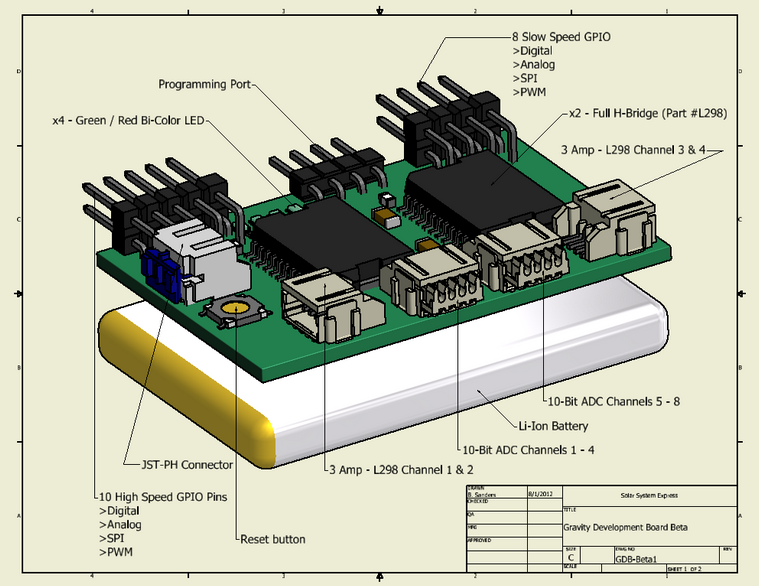 4
3
2
1
8 Slow Speed GPIO
>Digital
>Analog
>SPI
>PWM
Programming Port
x4 - Green / Red Bi-Color LED
x2 - Full H-Bridge (Part #L298)
3 Amp - L298 Channel 3 & 4
D
D
C
C
B
B
A
A
10-Bit ADC Channels 5 - 8
Li-Ion Battery
10-Bit ADC Channels 1 - 4
3 Amp - L298 Channel 1 & 2
JST-PH Connector
10 High Speed GPIO Pins
>Digital
>Analog
>SPI
>PWM
Reset button
DRAWN
B. Sanders
8/1/2012
CHECKED
QA
MFG
APPROVED
Solar System Express
TITLE
Gravity Development Board Beta
SIZE
C
DWG NO
GDB-Beta1
REV
SCALE
SHEET 1 OF 2
4
3
2
1